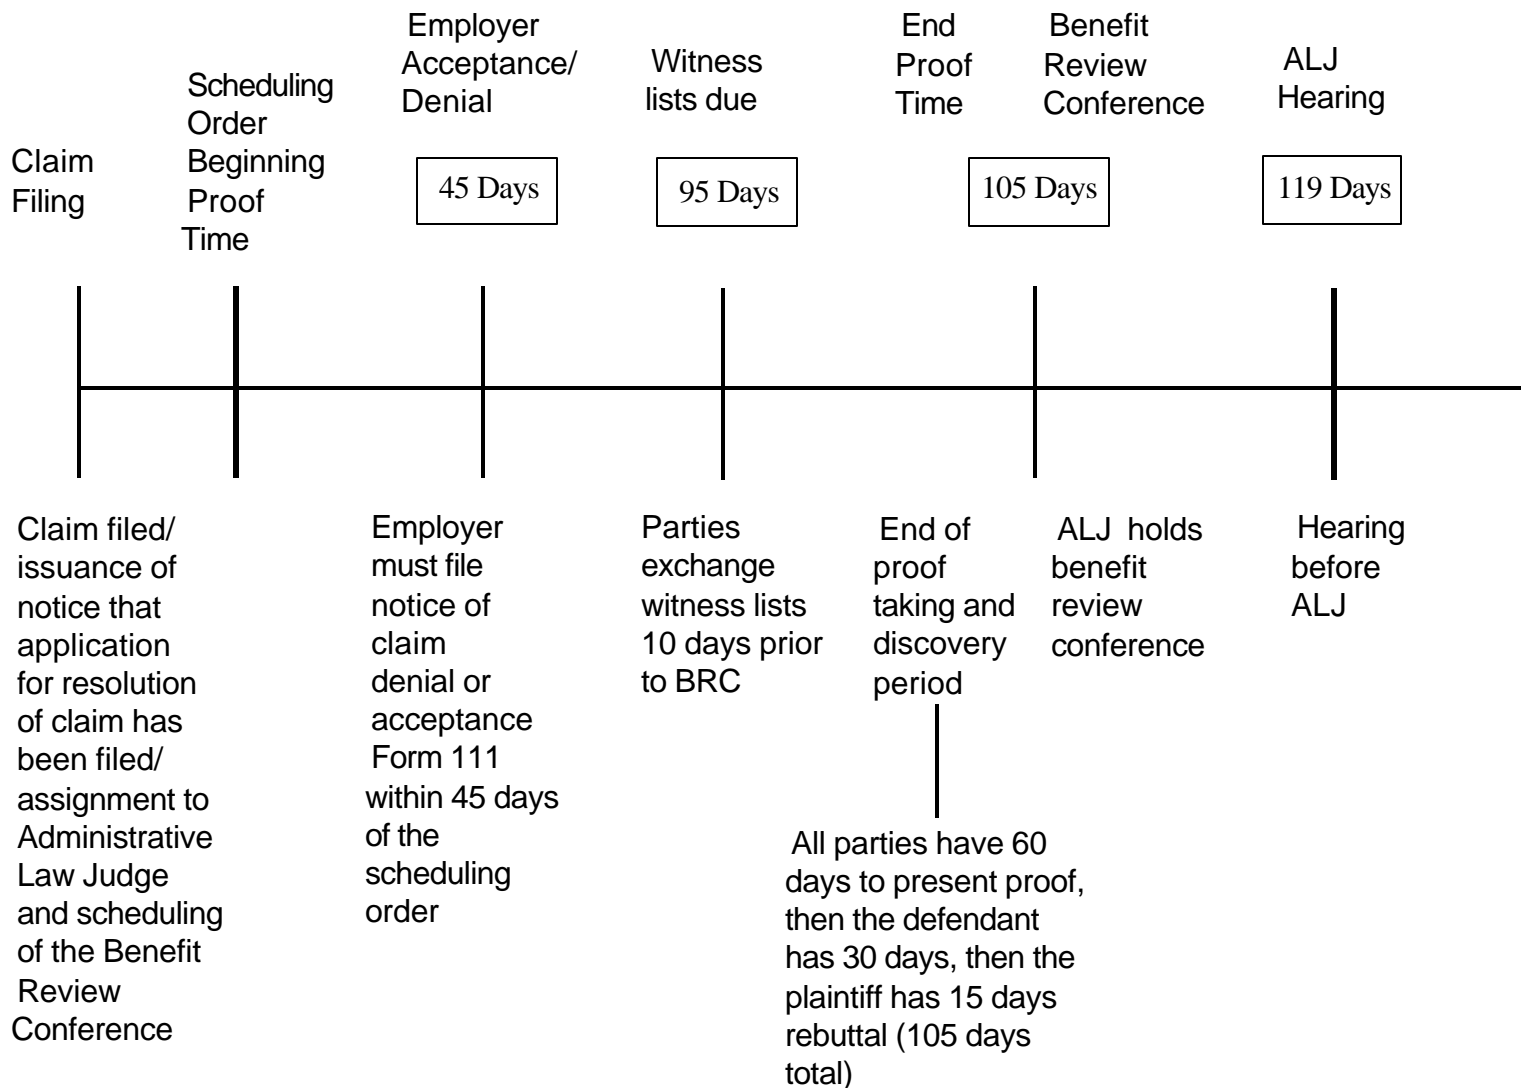 Claim
Filing
Scheduling
Order
Beginning
Proof
Time
Employer
Acceptance/
Denial
45 Days
Witness
lists due
95 Days
End
Proof
Time
Benefit
Review
Conference
105 Days
ALJ
Hearing
119 Days
Claim filed/
issuance of
notice that
application
for resolution
of claim has
been filed/
assignment to
Administrative
Law Judge
and scheduling
of the Benefit
Review
Conference
Employer
must file
notice of
claim
denial or
acceptance
Form 111
within 45 days
of the
scheduling
order
Parties
exchange
witness lists
10 days prior
to BRC
End of
proof
taking and
discovery
period
All parties have 60
days to present proof,
then the defendant
has 30 days, then the
plaintiff has 15 days
rebuttal (105 days
total)
ALJ holds
benefit
review
conference
Hearing
before
ALJ